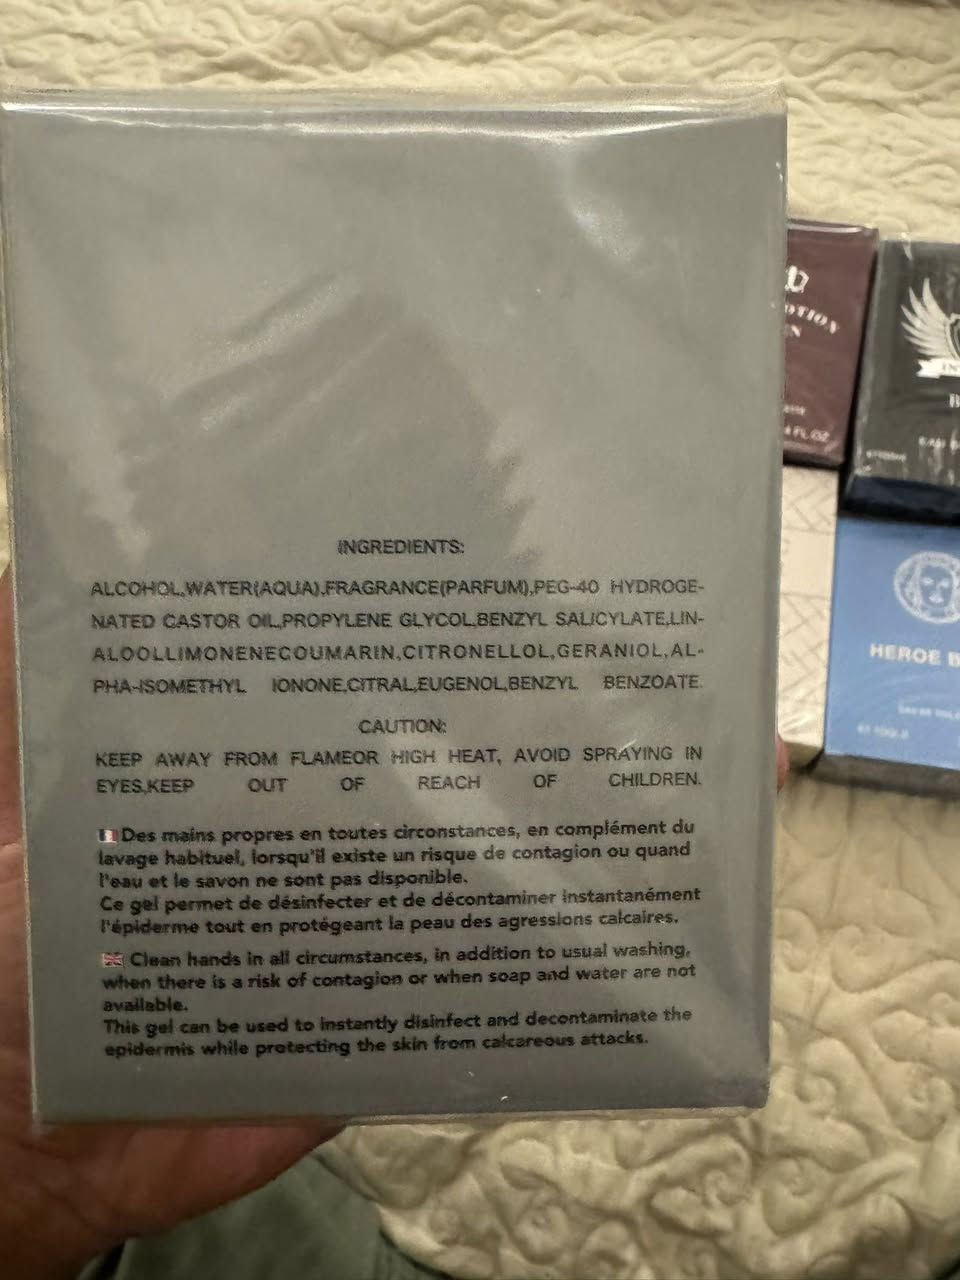 INGREDIENTS:
ALCOHOL,WATER(AQUA),FRAGRANCE(PARFUM),PEG-40 HYDROGE-
NATED CASTOR OIL,PROPYLENE GLYCOL,BENZYL SALICYLATE,LIN-
ALOOLLIMONENECOUMARIN,CITRONELLOL,GERANIOL,AL-
PHA-ISOMETHYL IONONE,CITRAL,EUGENOL,BENZYL BENZOATE.
CAUTION:
KEEP AWAY FROM FLAMEOR HIGH HEAT, AVOID SPRAYING IN
EYES,KEEP OUT OF REACH OF CHILDREN.
Des mains propres en toutes circonstances, en complément du
lavage habituel, lorsqu'il existe un risque de contagion ou quand
l'eau et le savon ne sont pas disponible.
Ce gel permet de désinfecter et de décontaminer instantanément
l'épiderme tout en protégeant la peau des agressions calcaires.
Clean hands in all circumstances, in addition to usual washing,
when there is a risk of contagion or when soap and water are not
available.
This gel can be used to instantly disinfect and decontaminate the
epidermis while protecting the skin from calcareous attacks.
FL.OZ
HEROE B